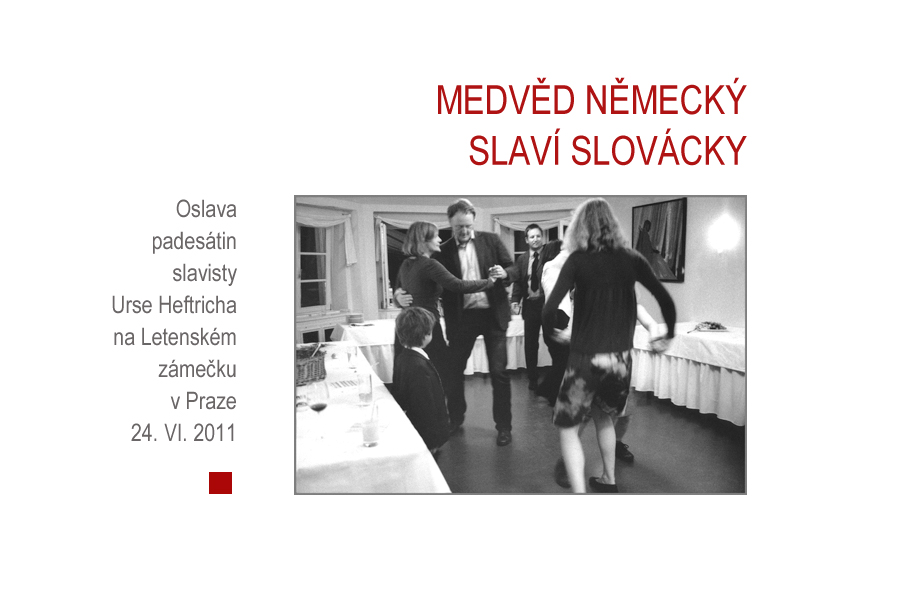 MEDVĚD NĚMECKÝ
SLAVÍ SLOVÁCKY
Oslava
padesátin
slavisty
Urse Heftricha
na Letenském
zámečku
v Praze
24. VI. 2011